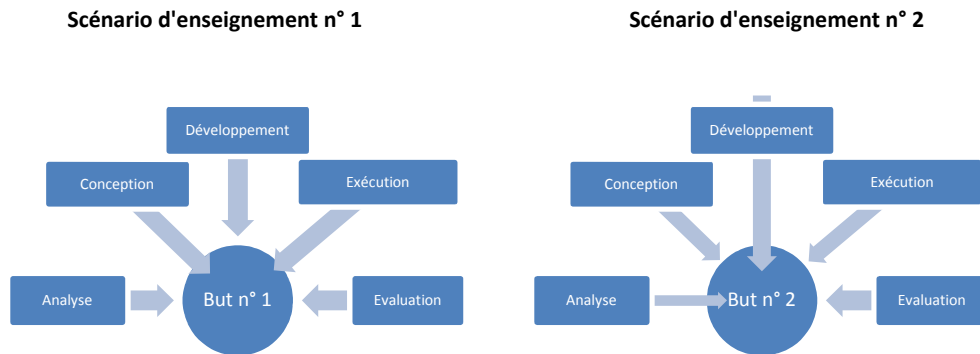 Scénario d'enseignement n° 1
Scénario d'enseignement n° 2
Développement
Conception
Exécution
Analyse
But n° 1
Evaluation
Développement
Conception
Exécution
Analyse
But n° 2
Evaluation